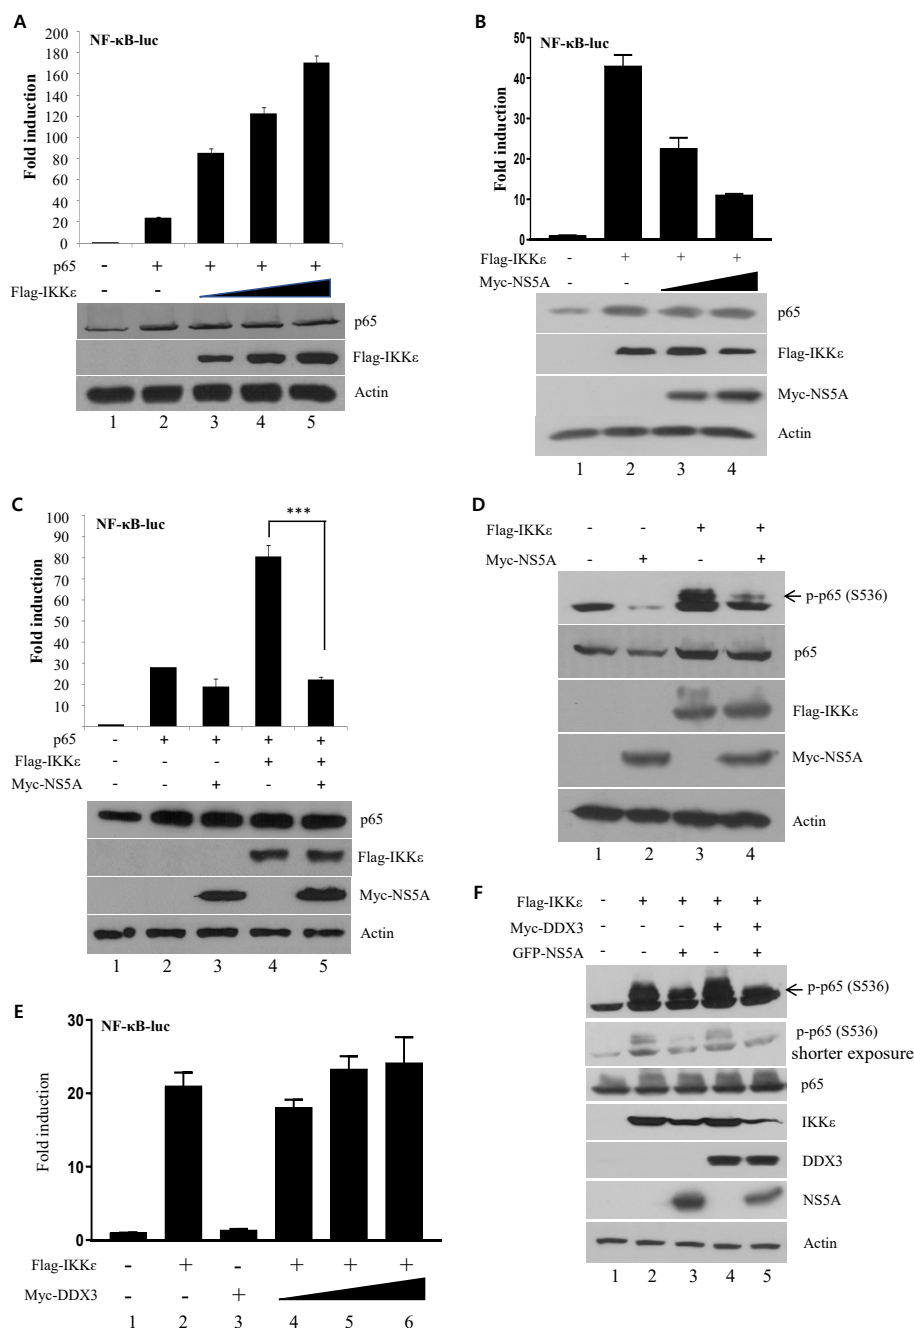 A
NF-κB-luc
Fold induction
200
180
160
140
120
100
80
60
40
20
0
p65 - + + + +
Flag-IKKε - -
p65
Flag-IKKε
Actin
1 2 3 4 5
B
NF-κB-luc
Fold induction
50
40
30
20
10
0
Flag-IKKε - + + +
Myc-NS5A - -
p65
Flag-IKKε
Myc-NS5A
Actin
1 2 3 4
C
NF-κB-luc
***
Fold induction
100
90
80
70
60
50
40
30
20
10
p65 - + + + +
Flag-IKKε - - - + +
Myc-NS5A - - + - +
p65
Flag-IKKε
Myc-NS5A
Actin
1 2 3 4 5
D
Flag-IKKε - - + +
Myc-NS5A - + - +
p-p65 (S536)
p65
Flag-IKKε
Myc-NS5A
Actin
1 2 3 4
E
NF-κB-luc
Fold induction
30
20
10
0
Flag-IKKε - + - + + +
Myc-DDX3 - - +
1 2 3 4 5 6
F
Flag-IKKε - + + + +
Myc-DDX3 - - - + +
GFP-NS5A - - + - +
p-p65 (S536)
p-p65 (S536)
shorter exposure
p65
IKKε
DDX3
NS5A
Actin
1 2 3 4 5